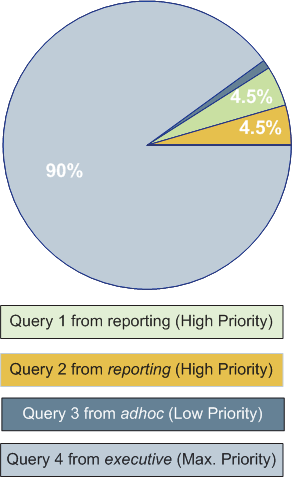 4.5%
4.5%
90%
Query 1 from reporting (High Priority)
Query 2 from reporting (High Priority)
Query 3 from adhoc (Low Priority)
Query 4 from executive (Max. Priority)